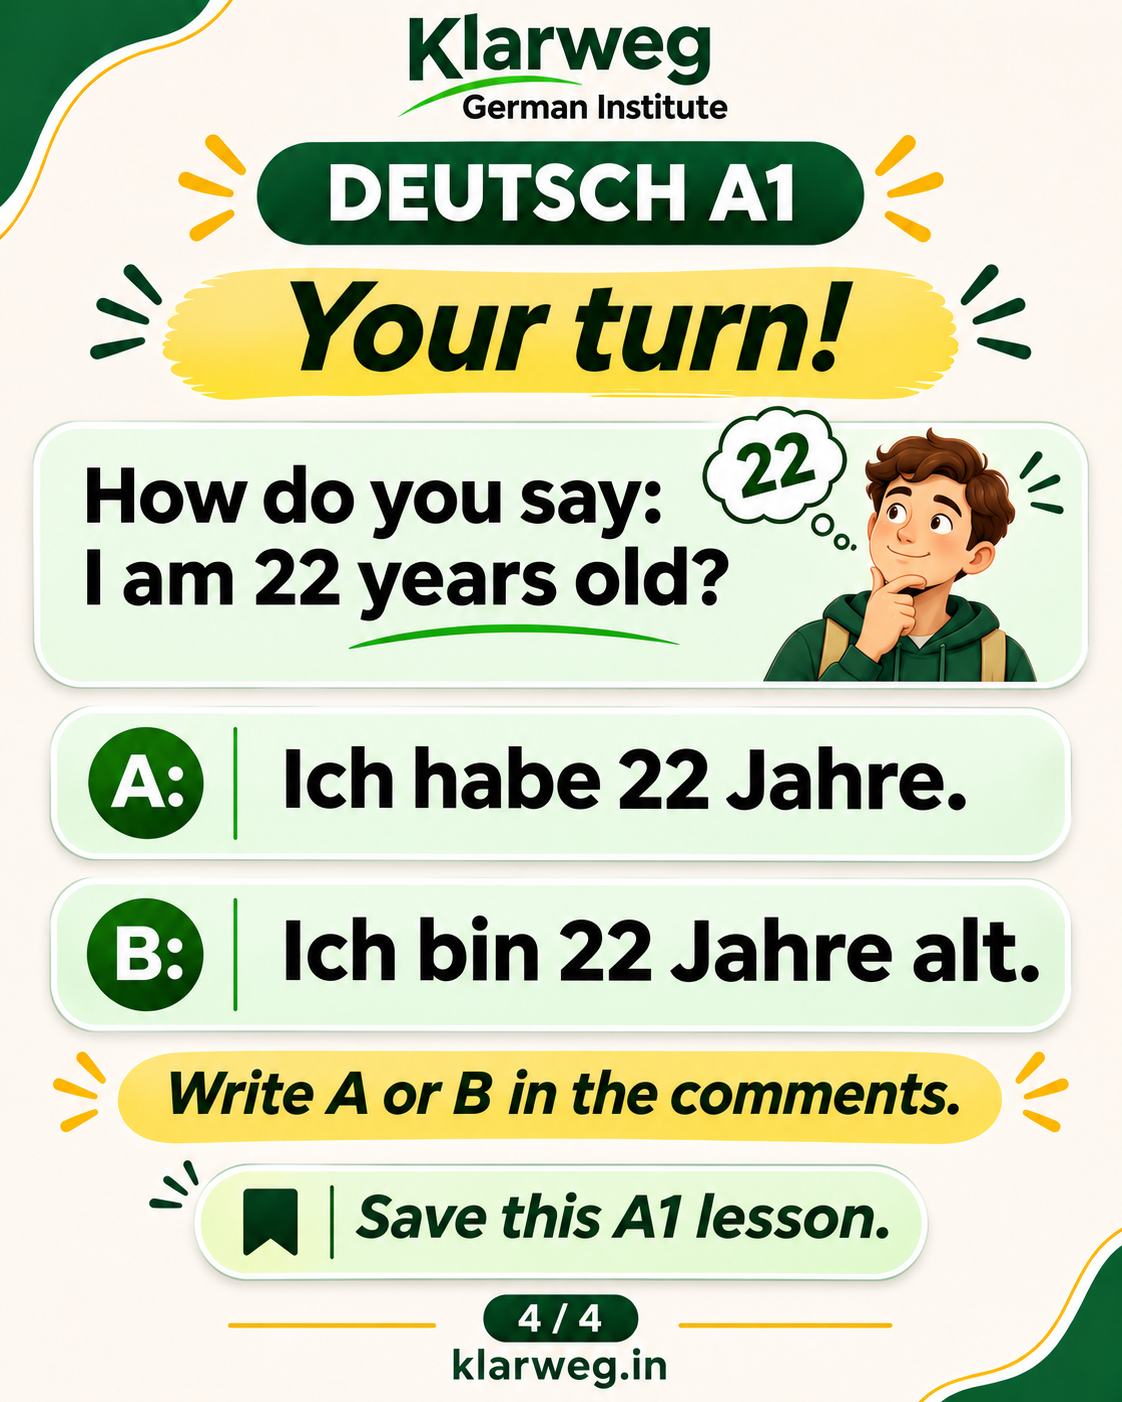 Klarweg
German Institute
DEUTSCH A1
Your turn!
How do you say:
I am 22 years old?
22
A: Ich habe 22 Jahre.
B: Ich bin 22 Jahre alt.
Write A or B in the comments.
Save this A1 lesson.
4 / 4
klarweg.in